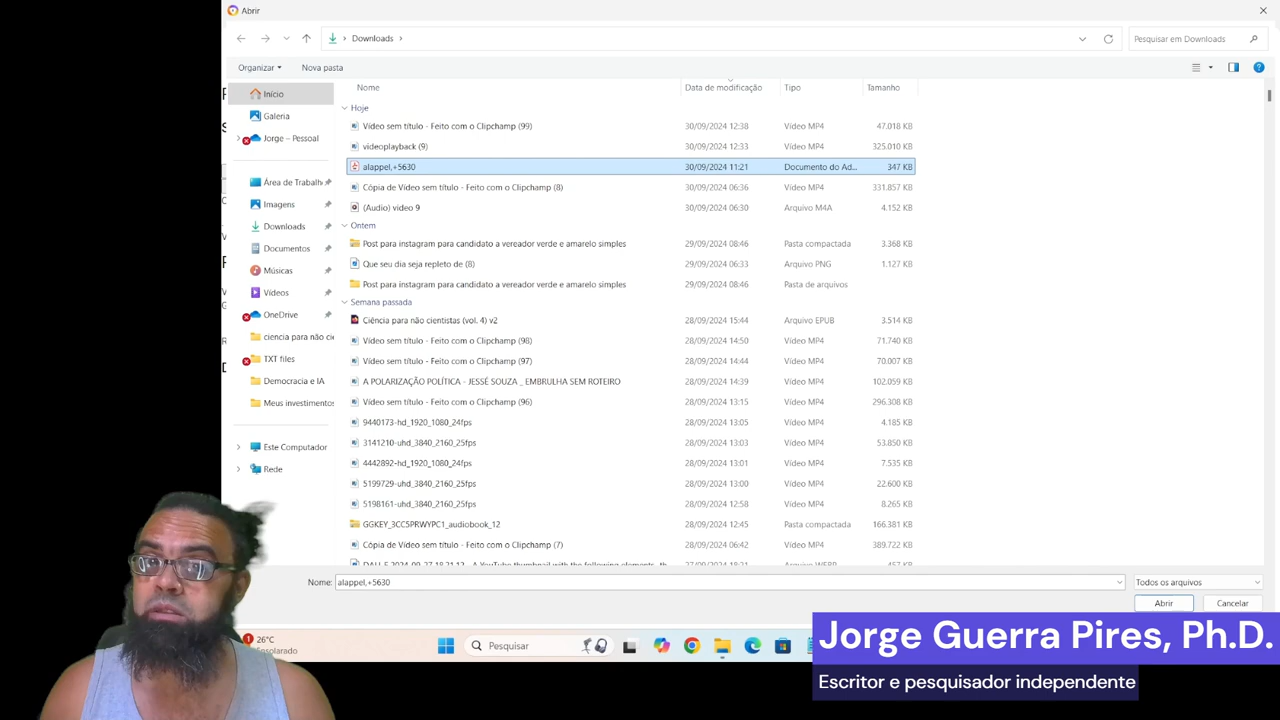 Abrir
Downloads
Pesquisar em Downloads
Organizar
Nova pasta
Nome Data de modificação Tipo Tamanho
Início
Galeria
Jorge – Pessoal
Área de Trabalh
Imagens
Downloads
Documentos
Músicas
Vídeos
OneDrive
ciencia para não ci
TXT files
Democracia e IA
Meus investimentos
Este Computador
Rede
Hoje
Vídeo sem título - Feito com o Clipchamp (99) 30/09/2024 12:38 Vídeo MP4 47.018 KB
videoplayback (9) 30/09/2024 12:33 Vídeo MP4 325.010 KB
alappel,+5630 30/09/2024 11:21 Documento do Ad... 347 KB
Cópia de Vídeo sem título - Feito com o Clipchamp (8) 30/09/2024 06:36 Vídeo MP4 331.857 KB
(Audio) video 9 30/09/2024 06:30 Arquivo M4A 4.152 KB
Ontem
Post para instagram para candidato a vereador verde e amarelo simples 29/09/2024 08:46 Pasta compactada 3.368 KB
Que seu dia seja repleto de (8) 29/09/2024 06:33 Arquivo PNG 1.127 KB
Post para instagram para candidato a vereador verde e amarelo simples 29/09/2024 08:46 Pasta de arquivos
Semana passada
Ciência para não cientistas (vol. 4) v2 28/09/2024 15:44 Arquivo EPUB 3.514 KB
Vídeo sem título - Feito com o Clipchamp (98) 28/09/2024 14:50 Vídeo MP4 71.740 KB
Vídeo sem título - Feito com o Clipchamp (97) 28/09/2024 14:44 Vídeo MP4 70.007 KB
A POLARIZAÇÃO POLÍTICA - JESSÉ SOUZA _ EMBRULHA SEM ROTEIRO 28/09/2024 14:39 Vídeo MP4 102.059 KB
Vídeo sem título - Feito com o Clipchamp (96) 28/09/2024 13:15 Vídeo MP4 296.308 KB
9440173-hd_1920_1080_24fps 28/09/2024 13:05 Vídeo MP4 4.185 KB
3141210-uhd_3840_2160_25fps 28/09/2024 13:03 Vídeo MP4 53.850 KB
4442892-hd_1920_1080_24fps 28/09/2024 13:01 Vídeo MP4 7.535 KB
5199729-uhd_3840_2160_25fps 28/09/2024 13:00 Vídeo MP4 22.600 KB
5198161-uhd_3840_2160_25fps 28/09/2024 12:58 Vídeo MP4 8.265 KB
GGKEY_3CC5PRWYPC1_audiobook_12 28/09/2024 12:45 Pasta compactada 166.381 KB
Cópia de Vídeo sem título - Feito com o Clipchamp (7) 28/09/2024 06:42 Vídeo MP4 389.722 KB
Nome: alappel,+5630
Todos os arquivos
Abrir
Cancelar
1
26°C
Pesquisar
Jorge Guerra Pires, Ph.D.
Escritor e pesquisador independente